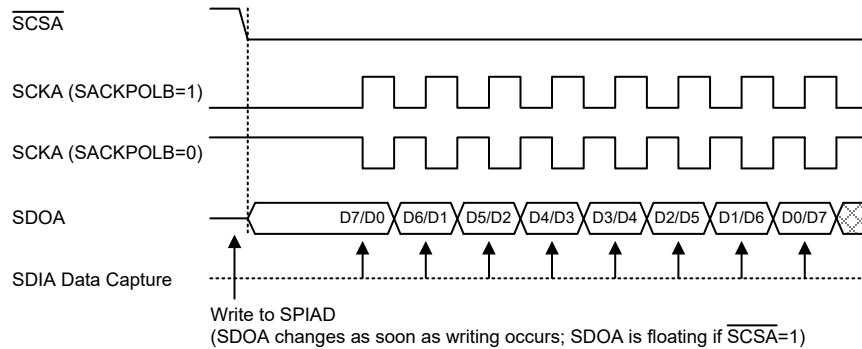 SCSA
SCKA (SACKPOLB=1)
SCKA (SACKPOLB=0)
SDOA D7/D0 D6/D1 D5/D2 D4/D3 D3/D4 D2/D5 D1/D6 D0/D7
SDIA Data Capture
Write to SPIAD
(SDOA changes as soon as writing occurs; SDOA is floating if SCSA=1)